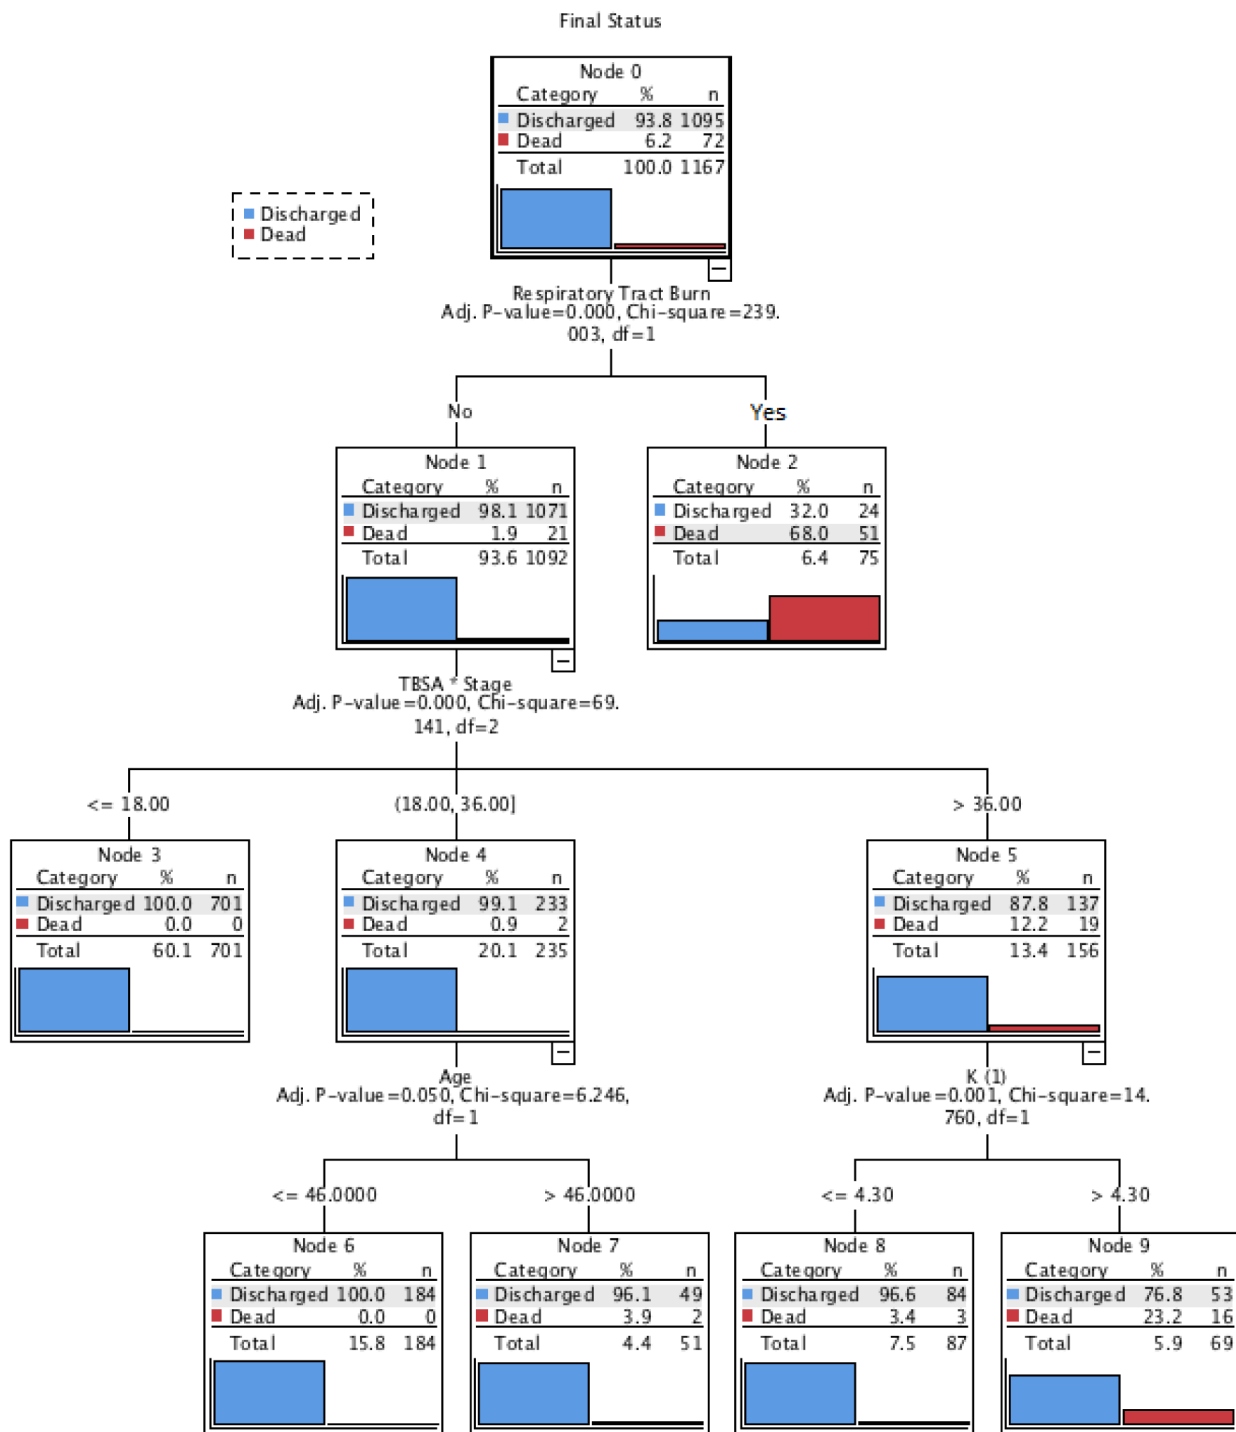 Final Status
Node 0
Category % n
Discharged 93.8 1095
Dead 6.2 72
Total 100.0 1167
Discharged
Dead
Respiratory Tract Burn
Adj. P-value=0.000, Chi-square=239.
003, df=1
No
Yes
Node 1
Category % n
Discharged 98.1 1071
Dead 1.9 21
Total 93.6 1092
Node 2
Category % n
Discharged 32.0 24
Dead 68.0 51
Total 6.4 75
TBSA * Stage
Adj. P-value=0.000, Chi-square=69.
141, df=2
<= 18.00
(18.00, 36.00]
> 36.00
Node 3
Category % n
Discharged 100.0 701
Dead 0.0 0
Total 60.1 701
Node 4
Category % n
Discharged 99.1 233
Dead 0.9 2
Total 20.1 235
Node 5
Category % n
Discharged 87.8 137
Dead 12.2 19
Total 13.4 156
Age
Adj. P-value=0.050, Chi-square=6.246,
df=1
K (1)
Adj. P-value=0.001, Chi-square=14.
760, df=1
<= 46.0000
> 46.0000
<= 4.30
> 4.30
Node 6
Category % n
Discharged 100.0 184
Dead 0.0 0
Total 15.8 184
Node 7
Category % n
Discharged 96.1 49
Dead 3.9 2
Total 4.4 51
Node 8
Category % n
Discharged 96.6 84
Dead 3.4 3
Total 7.5 87
Node 9
Category % n
Discharged 76.8 53
Dead 23.2 16
Total 5.9 69